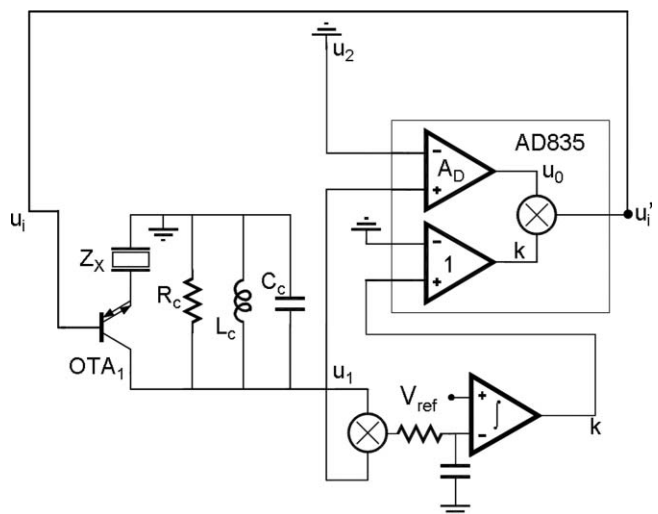 u2
AD835
−
AD
+
u0
ui
ui’
ZX
−
1
+
k
Rc
Lc
Cc
OTA1
u1
Vref
+
∫
−
k